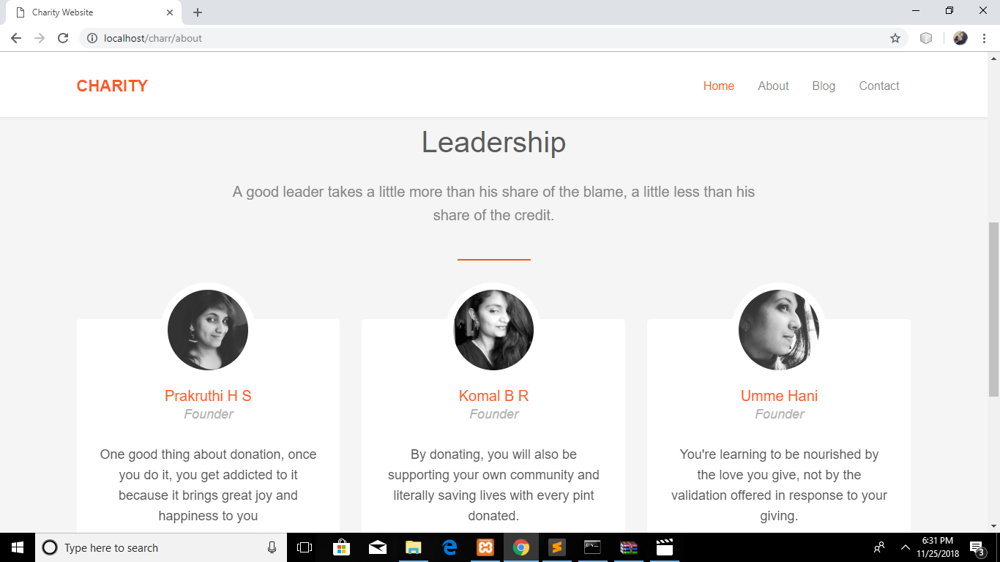 Charity Website
localhost/charr/about
CHARITY
Home About Blog Contact
Leadership
A good leader takes a little more than his share of the blame, a little less than his
share of the credit.
Prakruthi H S
Founder
One good thing about donation, once
you do it, you get addicted to it
because it brings great joy and
happiness to you
Komal B R
Founder
By donating, you will also be
supporting your own community and
literally saving lives with every pint
donated.
Umme Hani
Founder
You're learning to be nourished by
the love you give, not by the
validation offered in response to your
giving.
Type here to search
6:31 PM
11/25/2018
3